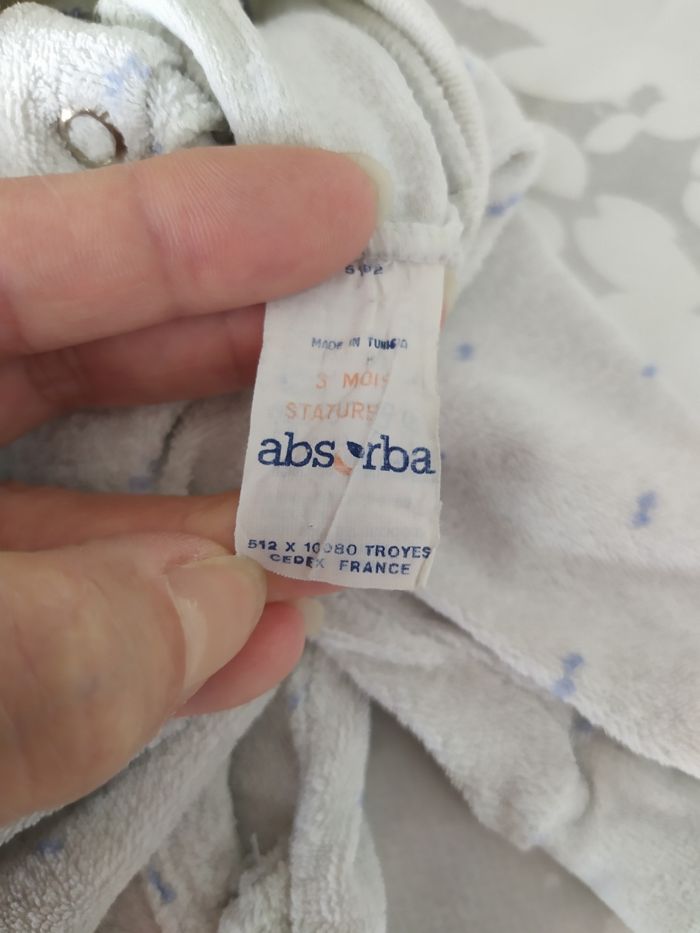 MADE IN TUNISIA
3 MOIS
STATURE
absorba
512 X 10080 TROYES
CEDEX FRANCE